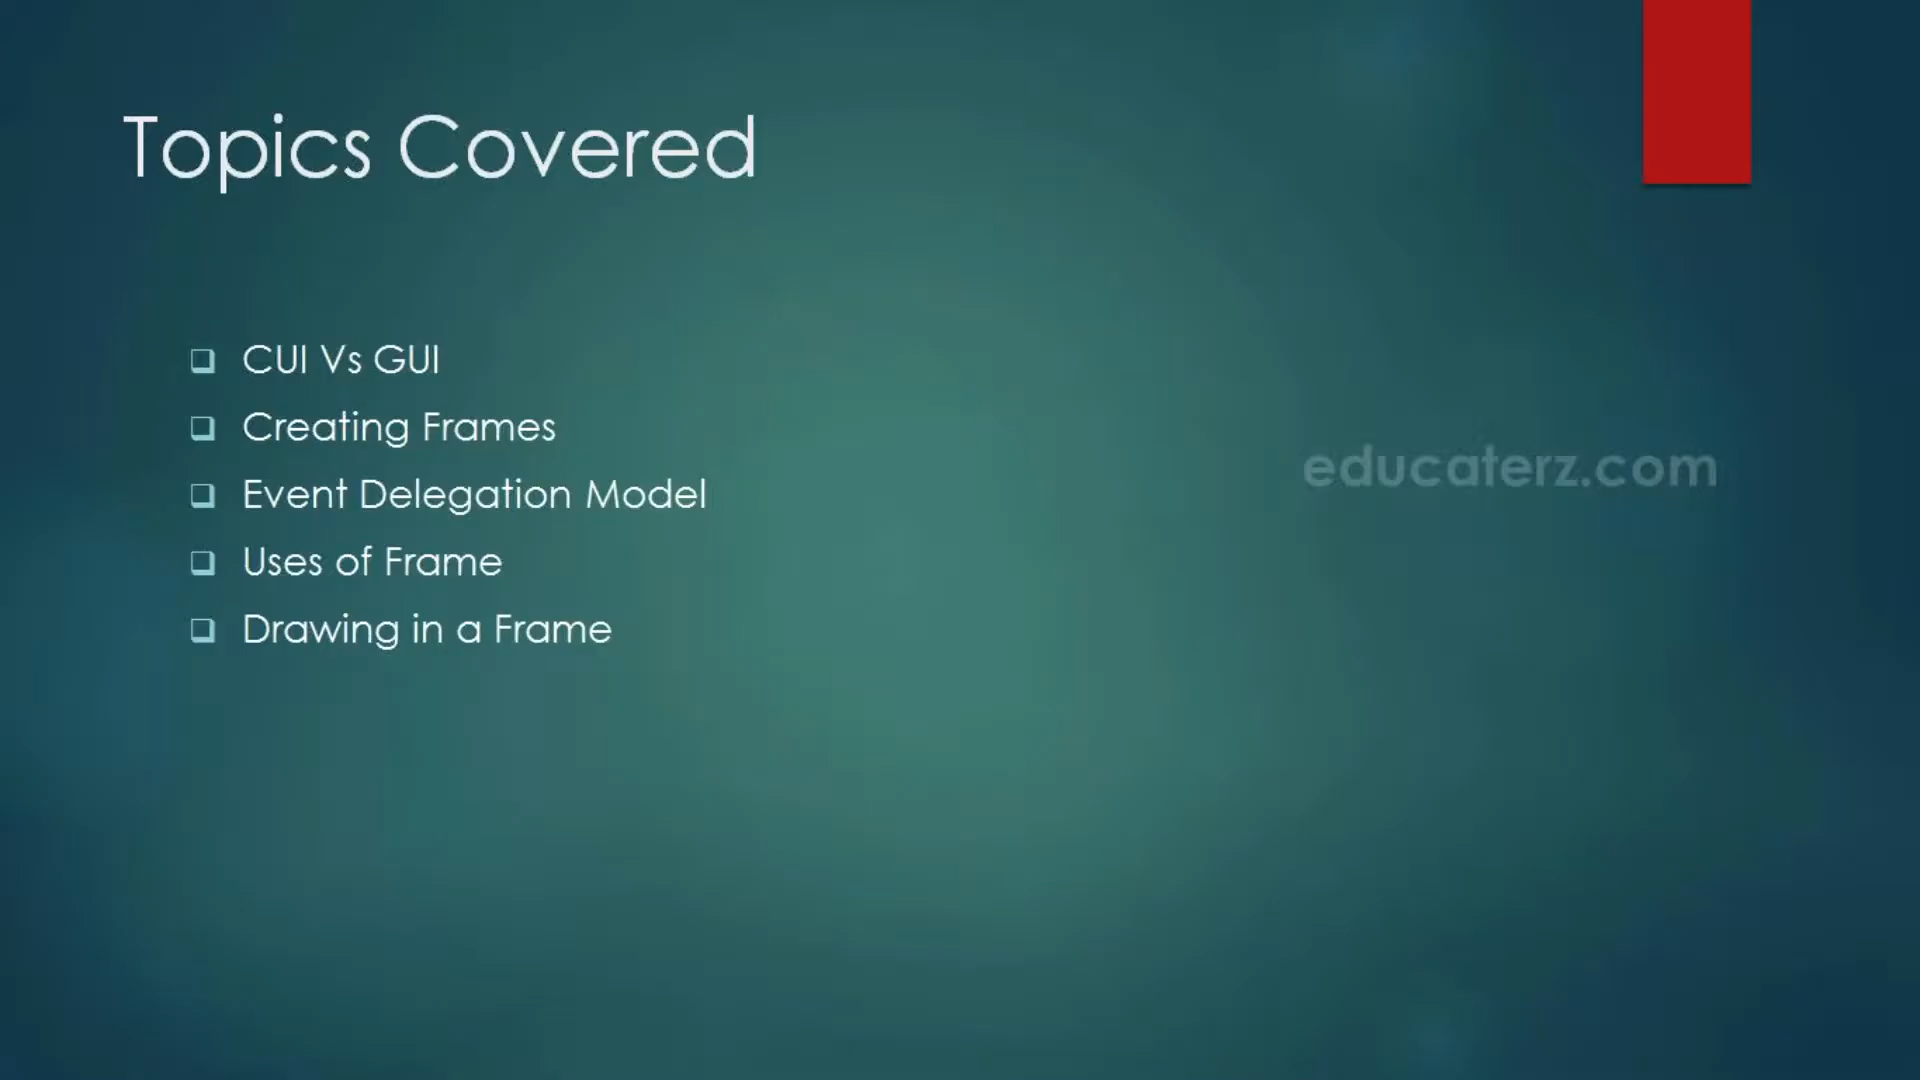 Topics Covered
CUI Vs GUI
Creating Frames
Event Delegation Model
Uses of Frame
Drawing in a Frame
educaterz.com